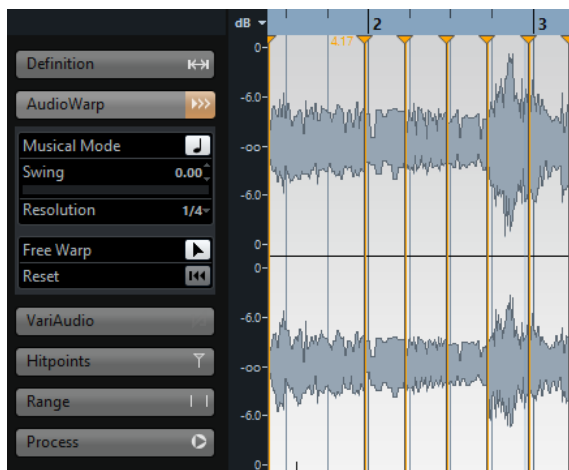 dB 2 3
4.17
Definition
AudioWarp
Musical Mode
Swing 0.00
Resolution 1/4
Free Warp
Reset
VariAudio
Hitpoints
Range
Process
0-
-6.0-
-oo-
-6.0-
0-
0-
-6.0-
-oo-
-6.0-
0-